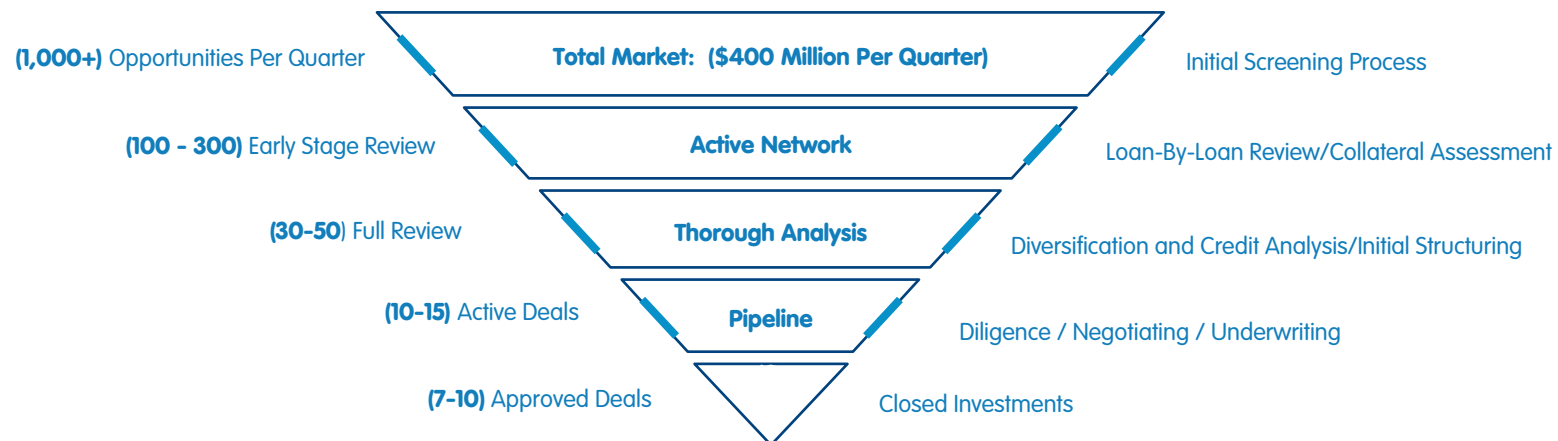 (1,000+) Opportunities Per Quarter
Total Market: ($400 Million Per Quarter)
Initial Screening Process
(100 - 300) Early Stage Review
Active Network
Loan-By-Loan Review/Collateral Assessment
(30-50) Full Review
Thorough Analysis
Diversification and Credit Analysis/Initial Structuring
(10-15) Active Deals
Pipeline
Diligence / Negotiating / Underwriting
(7-10) Approved Deals
Closed Investments